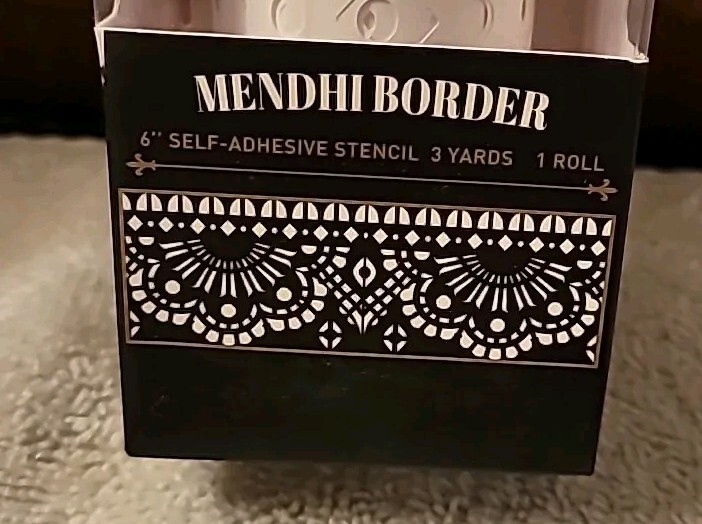 MENDHI BORDER
6" SELF-ADHESIVE STENCIL 3 YARDS 1 ROLL